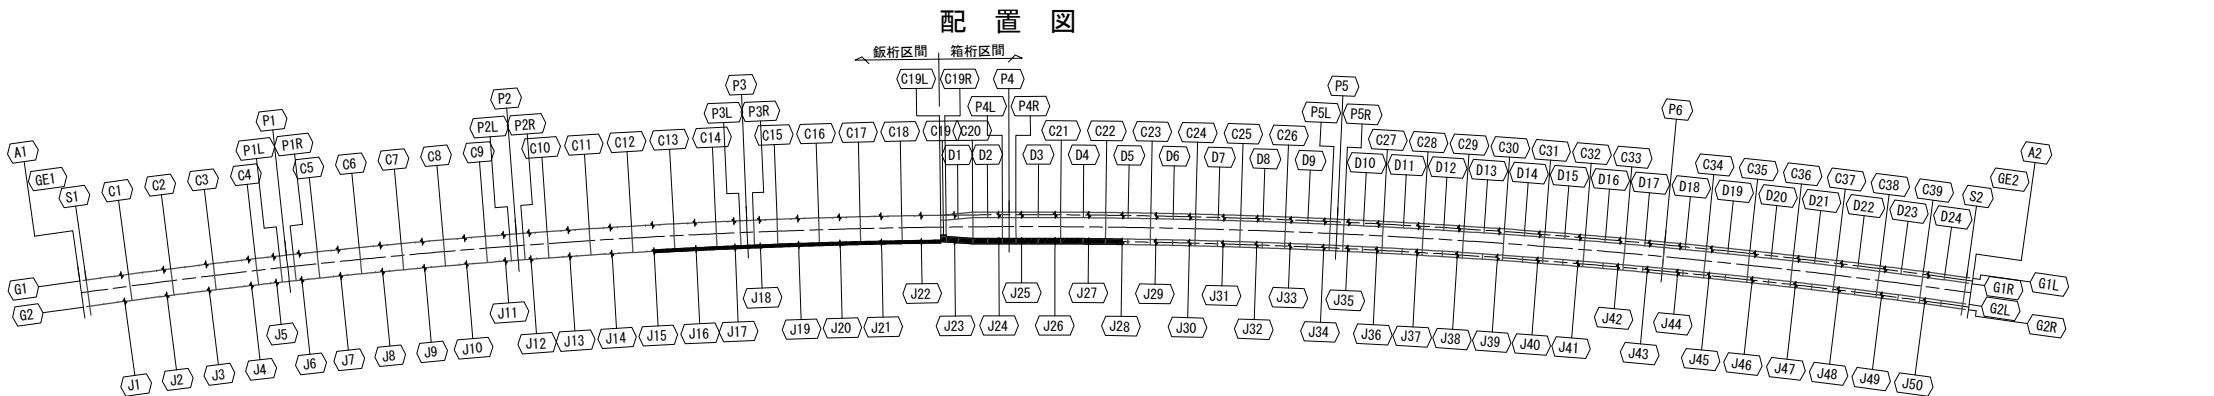 配 置 図
鈑桁区間 箱桁区間
C19L C19R P4
P4L P4R
P3 P3L P3R
P5 P5L P5R
P6
P2 P2L P2R
P1 P1L P1R
A1 GE1 S1
A2 GE2 S2
C1 C2 C3 C4 C5 C6 C7 C8 C9 C10 C11 C12 C13 C14 C15 C16 C17 C18 C19 C20 C21 C22 C23 C24 C25 C26 C27 C28 C29 C30 C31 C32 C33 C34 C35 C36 C37 C38 C39
D1 D2 D3 D4 D5 D6 D7 D8 D9 D10 D11 D12 D13 D14 D15 D16 D17 D18 D19 D20 D21 D22 D23 D24
G1
G2
G1R G1L
G2L G2R
J1 J2 J3 J4 J5 J6 J7 J8 J9 J10 J11 J12 J13 J14 J15 J16 J17 J18 J19 J20 J21 J22 J23 J24 J25 J26 J27 J28 J29 J30 J31 J32 J33 J34 J35 J36 J37 J38 J39 J40 J41 J42 J43 J44 J45 J46 J47 J48 J49 J50